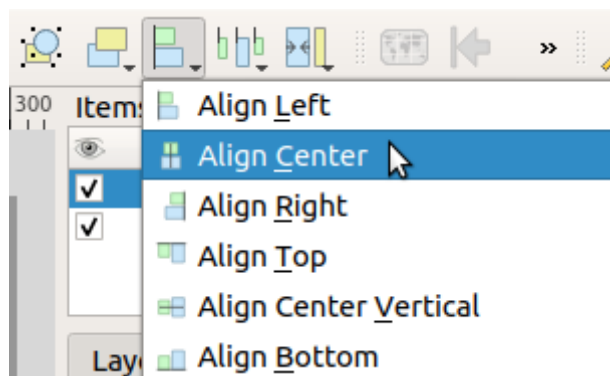 »
300 Items
Align Left
Align Center
Align Right
Align Top
Align Center Vertical
Lay
Align Bottom